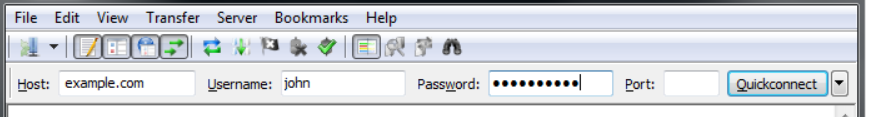 File Edit View Transfer Server Bookmarks Help
Host: example.com Username: john Password: ●●●●●●●●●● Port: Quickconnect